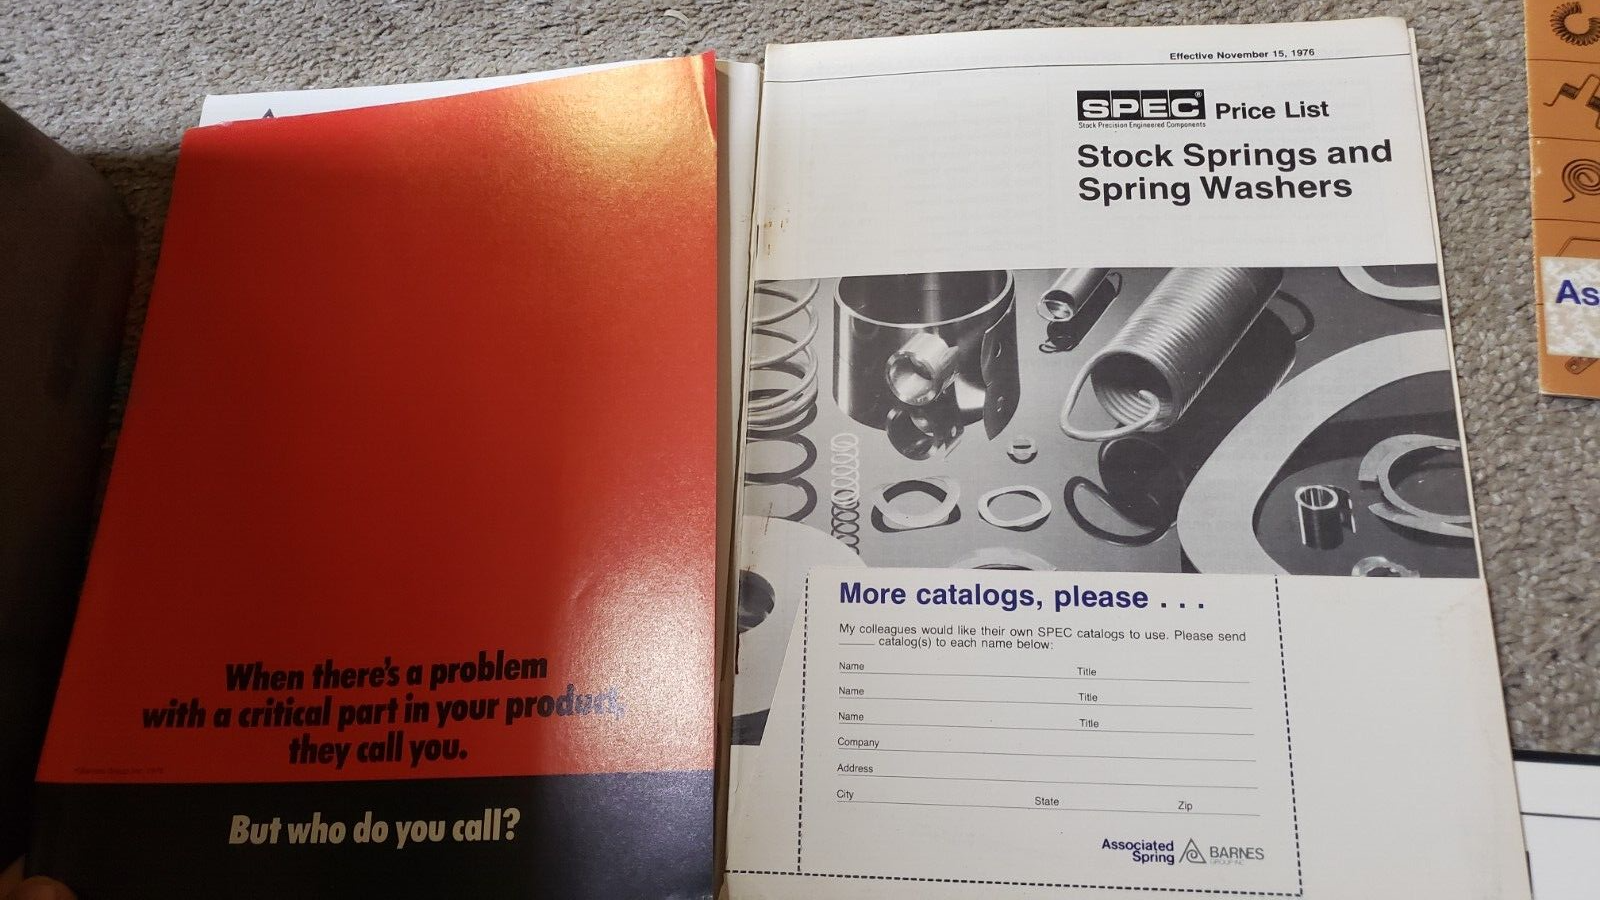 When there's a problem
with a critical part in your product,
they call you.
But who do you call?
Effective November 15, 1976
SPEC® Price List
Stock Precision Engineered Components
Stock Springs and
Spring Washers
More catalogs, please . . .
My colleagues would like their own SPEC catalogs to use. Please send
_____ catalog(s) to each name below:
Name Title
Name Title
Name Title
Company
Address
City State Zip
Associated
Spring
BARNES
GROUP INC
As